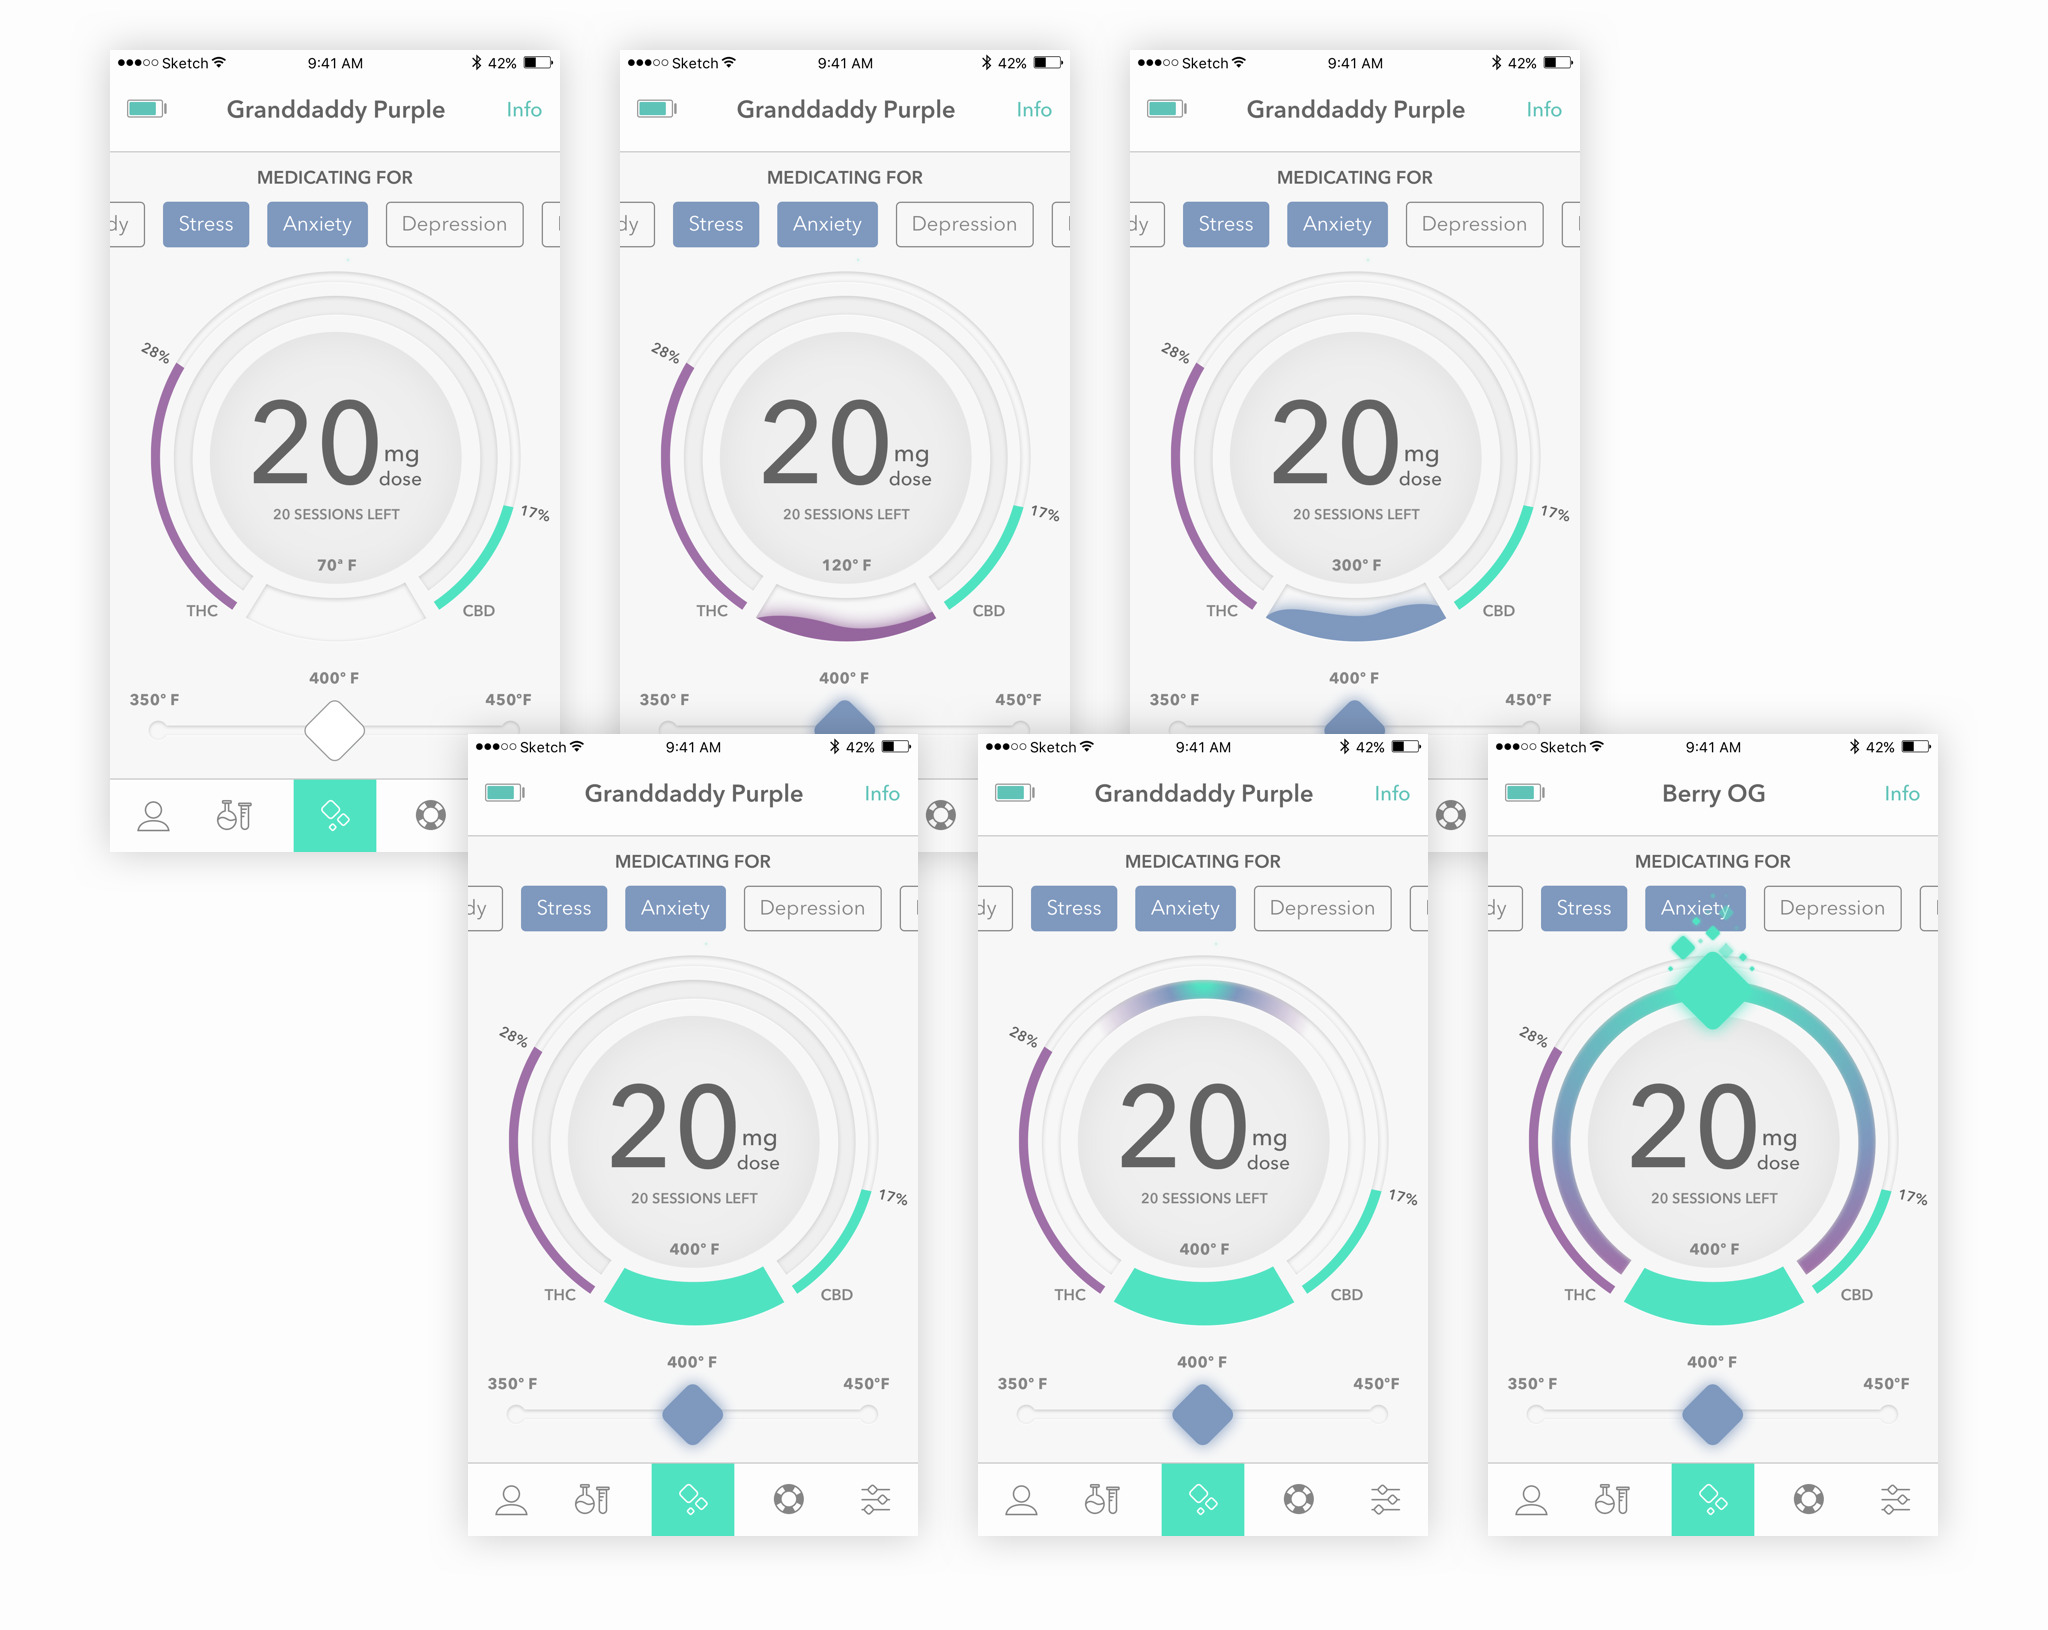 Sketch 9:41 AM 42%
Granddaddy Purple Info
MEDICATING FOR
dy Stress Anxiety Depression
28%
20 mg
dose
20 SESSIONS LEFT
17%
70ª F
THC CBD
400° F
350° F 450°F
Sketch 9:41 AM 42%
Granddaddy Purple Info
MEDICATING FOR
dy Stress Anxiety Depression
28%
20 mg
dose
20 SESSIONS LEFT
17%
120° F
THC CBD
400° F
350° F 450°F
Sketch 9:41 AM 42%
Granddaddy Purple Info
MEDICATING FOR
dy Stress Anxiety Depression
28%
20 mg
dose
20 SESSIONS LEFT
17%
300° F
THC CBD
400° F
350° F 450°F
Sketch 9:41 AM 42%
Granddaddy Purple Info
MEDICATING FOR
dy Stress Anxiety Depression
28%
20 mg
dose
20 SESSIONS LEFT
17%
400° F
THC CBD
400° F
350° F 450°F
Sketch 9:41 AM 42%
Granddaddy Purple Info
MEDICATING FOR
dy Stress Anxiety Depression
28%
20 mg
dose
20 SESSIONS LEFT
17%
400° F
THC CBD
400° F
350° F 450°F
Sketch 9:41 AM 42%
Berry OG Info
MEDICATING FOR
dy Stress Anxiety Depression
28%
20 mg
dose
20 SESSIONS LEFT
17%
400° F
THC CBD
400° F
350° F 450°F